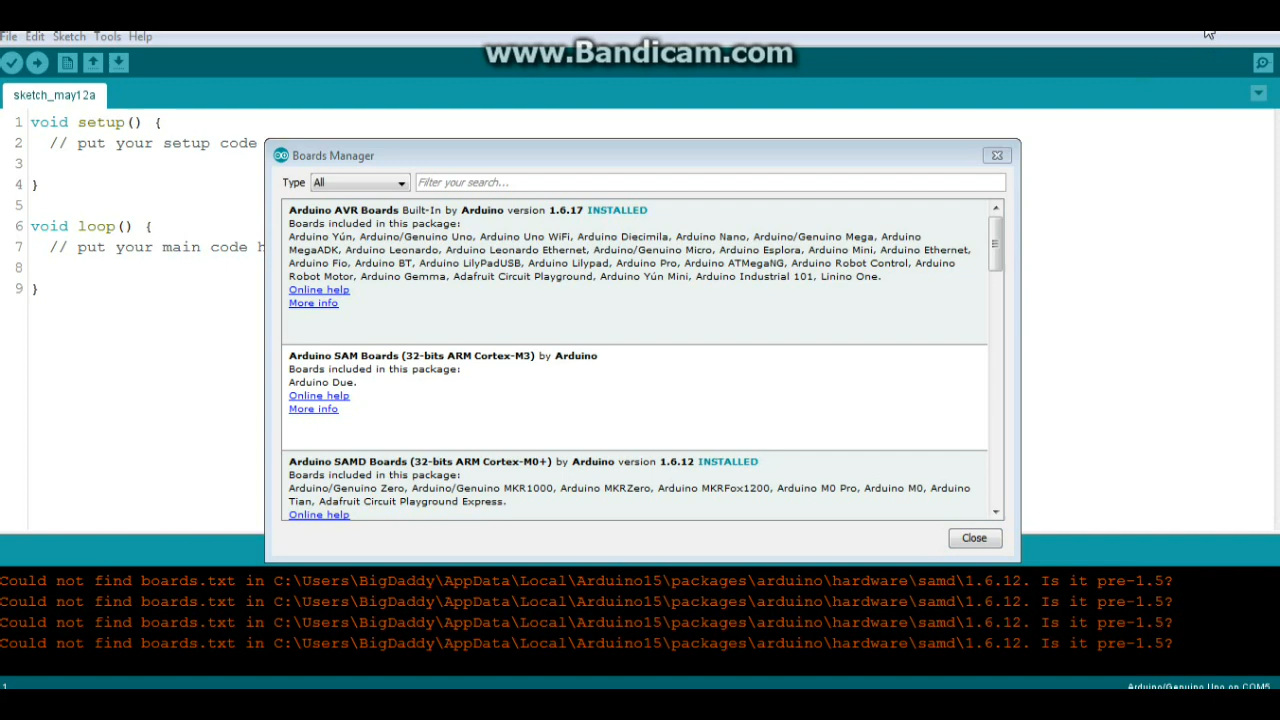 www.Bandicam.com
File Edit Sketch Tools Help
sketch_may12a
1 void setup() {
2 // put your setup code
3
4 }
5
6 void loop() {
7 // put your main code h
8
9 }
Boards Manager
Type All Filter your search...
Arduino AVR Boards Built-In by Arduino version 1.6.17 INSTALLED
Boards included in this package:
Arduino Yún, Arduino/Genuino Uno, Arduino Uno WiFi, Arduino Diecimila, Arduino Nano, Arduino/Genuino Mega, Arduino
MegaADK, Arduino Leonardo, Arduino Leonardo Ethernet, Arduino/Genuino Micro, Arduino Esplora, Arduino Mini, Arduino Ethernet,
Arduino Fio, Arduino BT, Arduino LilyPadUSB, Arduino Lilypad, Arduino Pro, Arduino ATMegaNG, Arduino Robot Control, Arduino
Robot Motor, Arduino Gemma, Adafruit Circuit Playground, Arduino Yún Mini, Arduino Industrial 101, Linino One.
Online help
More info
Arduino SAM Boards (32-bits ARM Cortex-M3) by Arduino
Boards included in this package:
Arduino Due.
Online help
More info
Arduino SAMD Boards (32-bits ARM Cortex-M0+) by Arduino version 1.6.12 INSTALLED
Boards included in this package:
Arduino/Genuino Zero, Arduino/Genuino MKR1000, Arduino MKRZero, Arduino MKRFox1200, Arduino M0 Pro, Arduino M0, Arduino
Tian, Adafruit Circuit Playground Express.
Online help
Close
Could not find boards.txt in C:\Users\BigDaddy\AppData\Local\Arduino15\packages\arduino\hardware\samd\1.6.12. Is it pre-1.5?
Could not find boards.txt in C:\Users\BigDaddy\AppData\Local\Arduino15\packages\arduino\hardware\samd\1.6.12. Is it pre-1.5?
Could not find boards.txt in C:\Users\BigDaddy\AppData\Local\Arduino15\packages\arduino\hardware\samd\1.6.12. Is it pre-1.5?
Could not find boards.txt in C:\Users\BigDaddy\AppData\Local\Arduino15\packages\arduino\hardware\samd\1.6.12. Is it pre-1.5?
1 Arduino/Genuino Uno on COM5